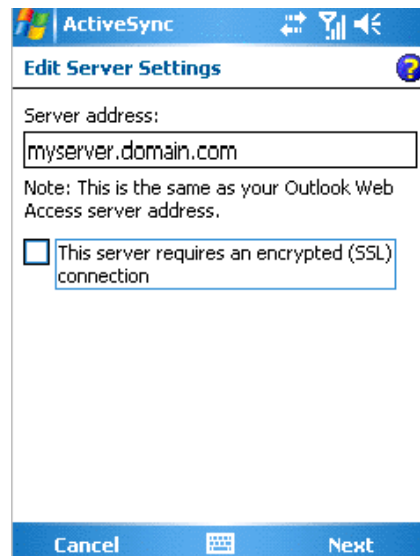 ActiveSync
Edit Server Settings
?
Server address:
myserver.domain.com
Note: This is the same as your Outlook Web
Access server address.
This server requires an encrypted (SSL)
connection
Cancel Next